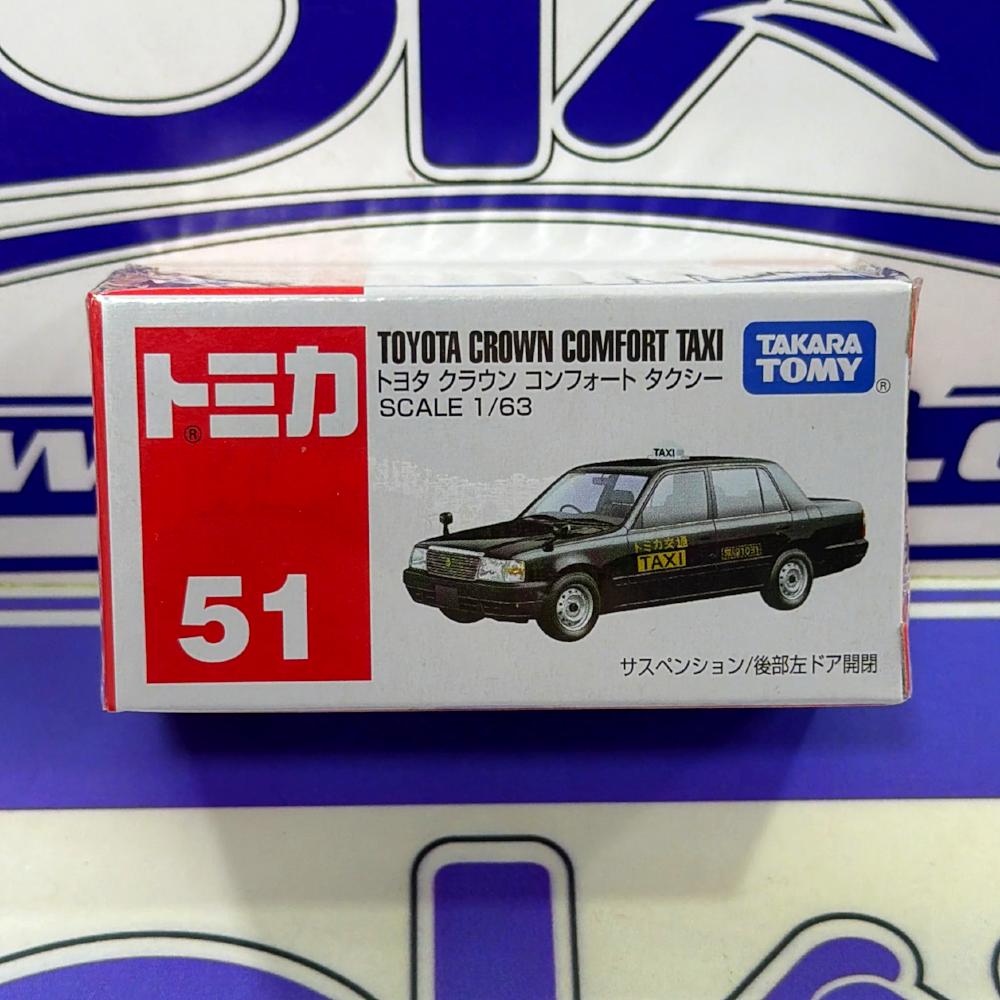 トミカ®
51
TOYOTA CROWN COMFORT TAXI
トヨタ クラウン コンフォート タクシー
SCALE 1/63
TAKARA TOMY®
TAXI
トミカ交通
TAXI
サスペンション/後部左ドア開閉